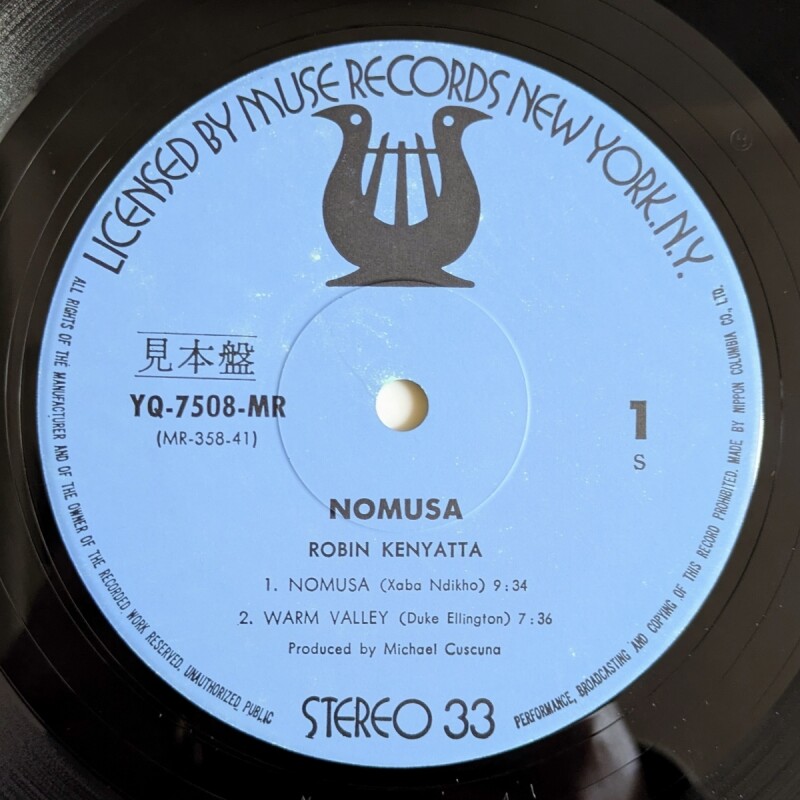 LICENSED BY MUSE RECORDS NEW YORK. N.Y.
見本盤
YQ-7508-MR
(MR-358-41)
1
S
NOMUSA
ROBIN KENYATTA
1. NOMUSA (Xaba Ndikho) 9:34
2. WARM VALLEY (Duke Ellington) 7:36
Produced by Michael Cuscuna
STEREO 33
ALL RIGHTS OF THE MANUFACTURER AND OF THE OWNER OF THE RECORDED WORK RESERVED. UNAUTHORIZED PUBLIC PERFORMANCE, BROADCASTING AND COPYING OF THIS RECORD PROHIBITED. MADE BY NIPPON COLUMBIA CO., LTD.